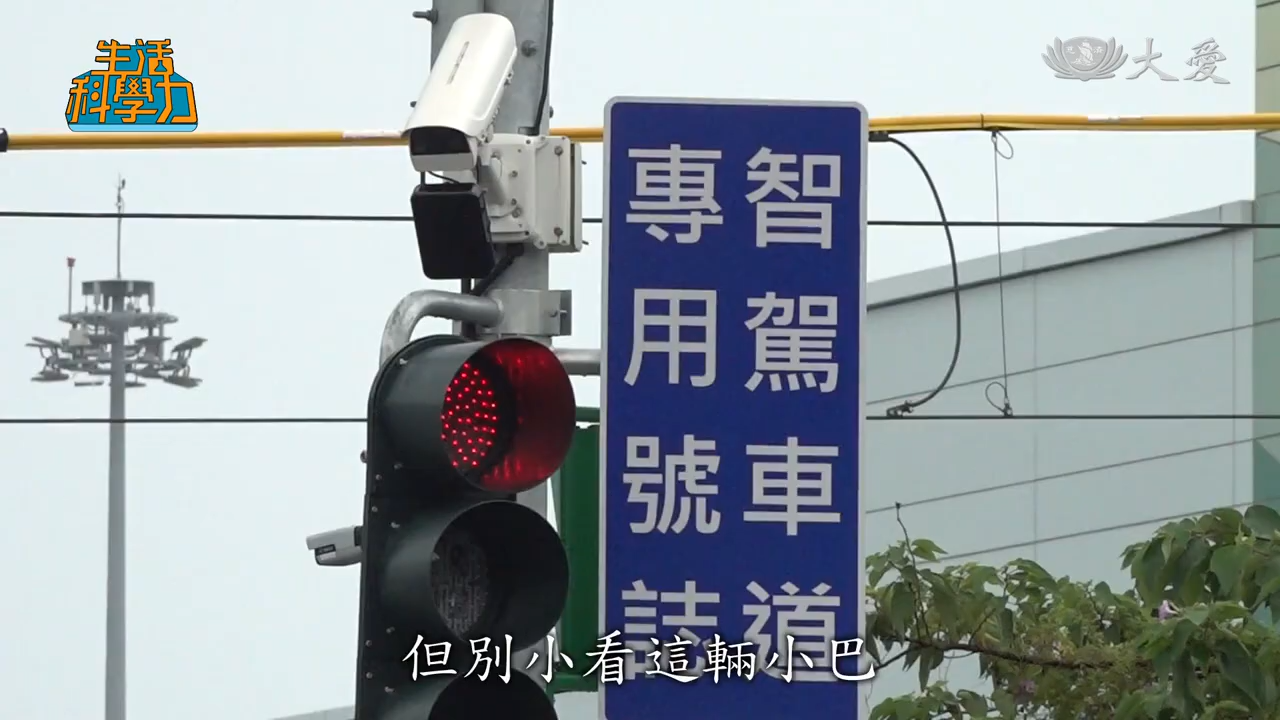 生活
科學力
大愛
智駕車道
專用號誌
但別小看這輛小巴